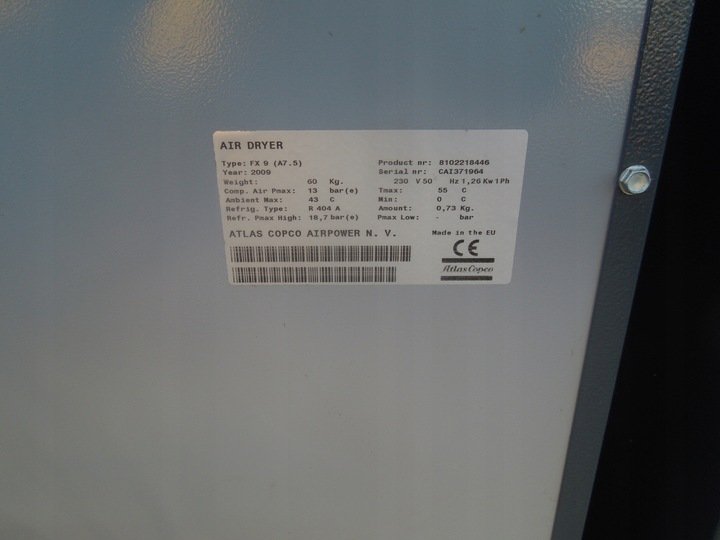 AIR DRYER
Type: FX 9 (A7.5) Product nr: 8102218446
Year: 2009 Serial nr: CAI371964
Weight: 60 Kg. 230 V 50 Hz 1,26 Kw 1Ph
Comp. Air Pmax: 13 bar(e) Tmax: 55 C
Ambient Max: 43 C Min: 0 C
Refrig. Type: R 404 A Amount: 0,73 Kg.
Refr. Pmax High: 18,7 bar(e) Pmax Low: - bar
ATLAS COPCO AIRPOWER N. V. Made in the EU
CE
Atlas Copco